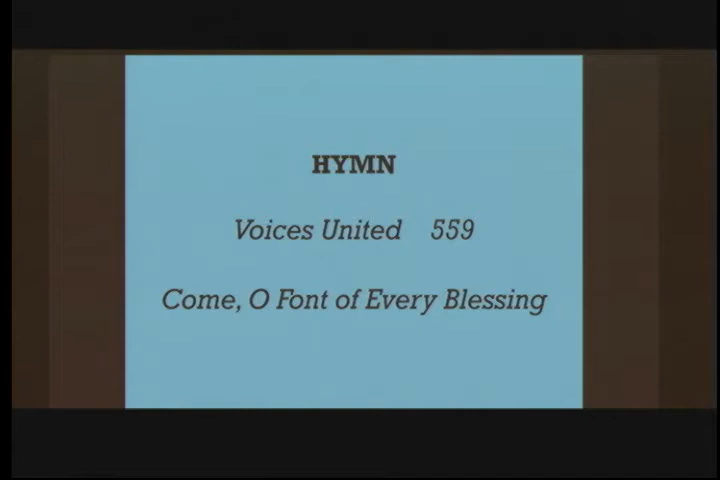 HYMN
Voices United 559
Come, O Font of Every Blessing